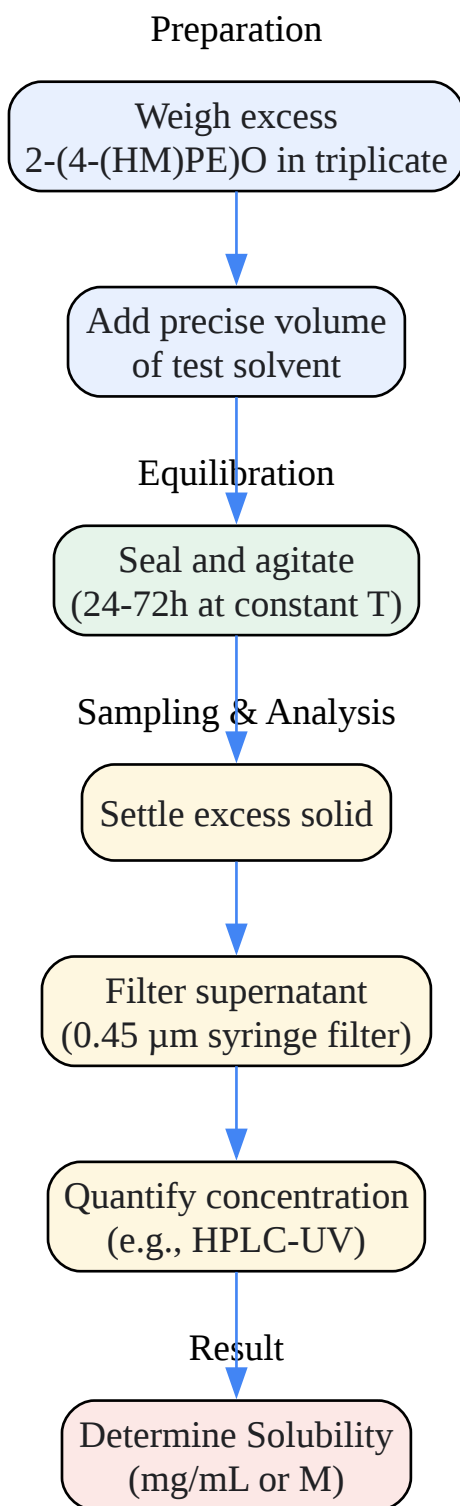 Preparation
Weigh excess
2-(4-(HM)PE)O in triplicate
Add precise volume
of test solvent
Equilibration
Seal and agitate
(24-72h at constant T)
Sampling & Analysis
Settle excess solid
Filter supernatant
(0.45 µm syringe filter)
Quantify concentration
(e.g., HPLC-UV)
Result
Determine Solubility
(mg/mL or M)